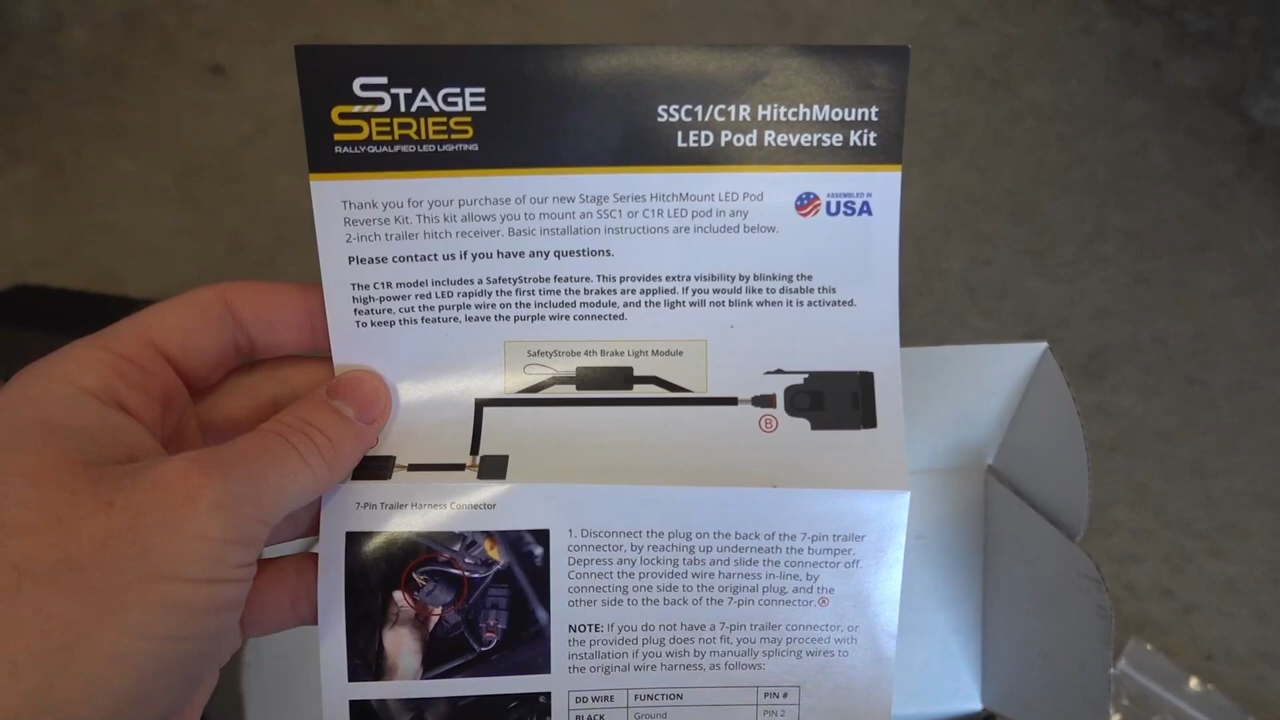 STAGE
SERIES
RALLY-QUALIFIED LED LIGHTING
SSC1/C1R HitchMount
LED Pod Reverse Kit
Thank you for your purchase of our new Stage Series HitchMount LED Pod
Reverse Kit. This kit allows you to mount an SSC1 or C1R LED pod in any
2-inch trailer hitch receiver. Basic installation instructions are included below.
ASSEMBLED IN
USA
Please contact us if you have any questions.
The C1R model includes a SafetyStrobe feature. This provides extra visibility by blinking the
high-power red LED rapidly the first time the brakes are applied. If you would like to disable this
feature, cut the purple wire on the included module, and the light will not blink when it is activated.
To keep this feature, leave the purple wire connected.
SafetyStrobe 4th Brake Light Module
B
7-Pin Trailer Harness Connector
1. Disconnect the plug on the back of the 7-pin trailer
connector, by reaching up underneath the bumper.
Depress any locking tabs and slide the connector off.
Connect the provided wire harness in-line, by
connecting one side to the original plug, and the
other side to the back of the 7-pin connector. A
NOTE: If you do not have a 7-pin trailer connector, or
the provided plug does not fit, you may proceed with
installation if you wish by manually splicing wires to
the original wire harness, as follows:
DD WIRE FUNCTION PIN #
BLACK Ground PIN 2